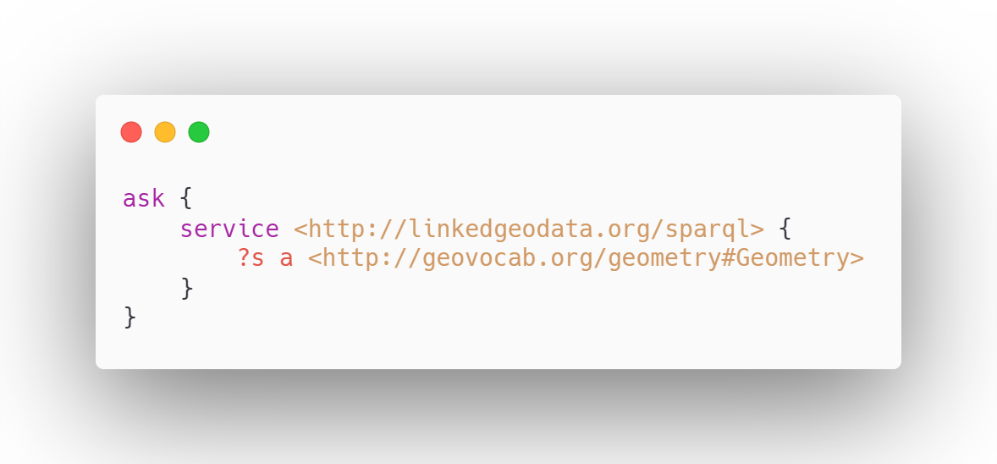 ask {
    service <http://linkedgeodata.org/sparql> {
        ?s a <http://geovocab.org/geometry#Geometry>
    }
}